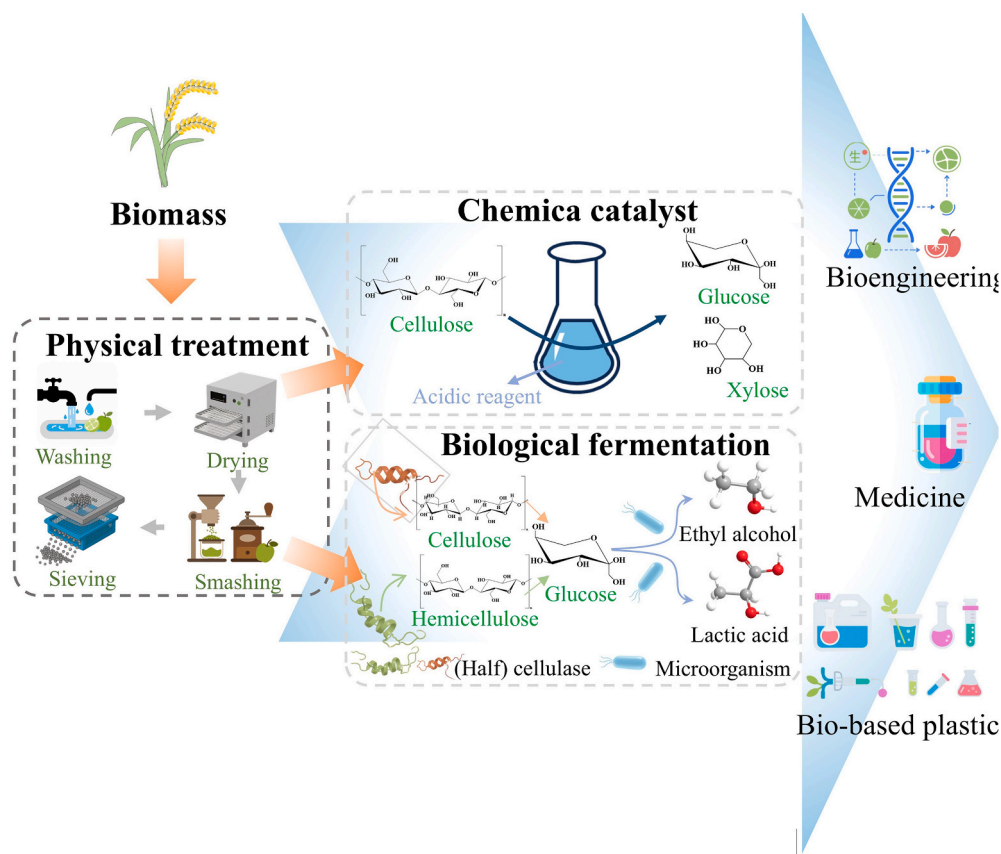 Biomass
Physical treatment
Washing
Drying
Sieving
Smashing
Chemica catalyst
Cellulose
Acidic reagent
Glucose
Xylose
Biological fermentation
Cellulose
Hemicellulose
Glucose
Ethyl alcohol
Lactic acid
(Half) cellulase
Microorganism
生
Bioengineering
Medicine
Bio-based plastic